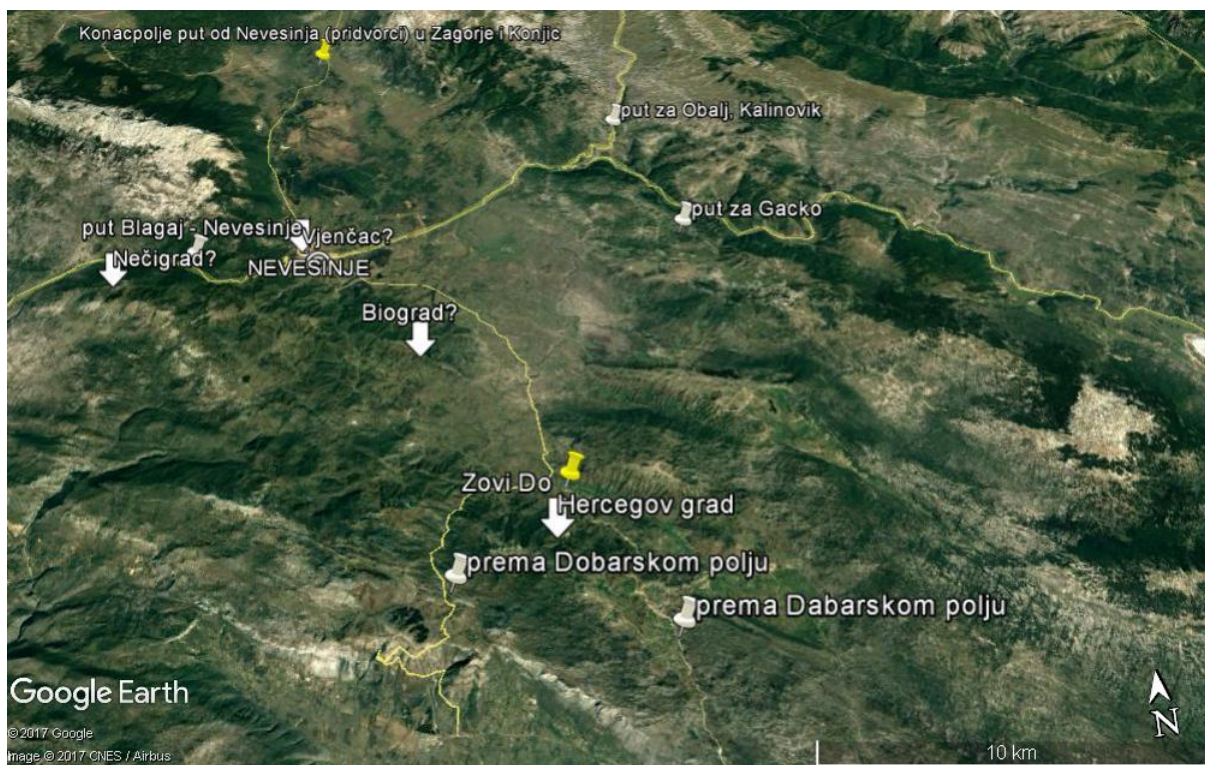 Konacpolje put od Nevesinja (pridvorci) u Zagorje i Konjic
put za Obalj, Kalinovik
put za Gacko
put Blagaj - Nevesinje
Vjenčac?
Nečigrad?
NEVESINJE
Biograd?
Zovi Do
Hercegov grad
prema Dobarskom polju
prema Dabarskom polju
Google Earth
N
© 2017 Google
Image © 2017 CNES / Airbus
10 km